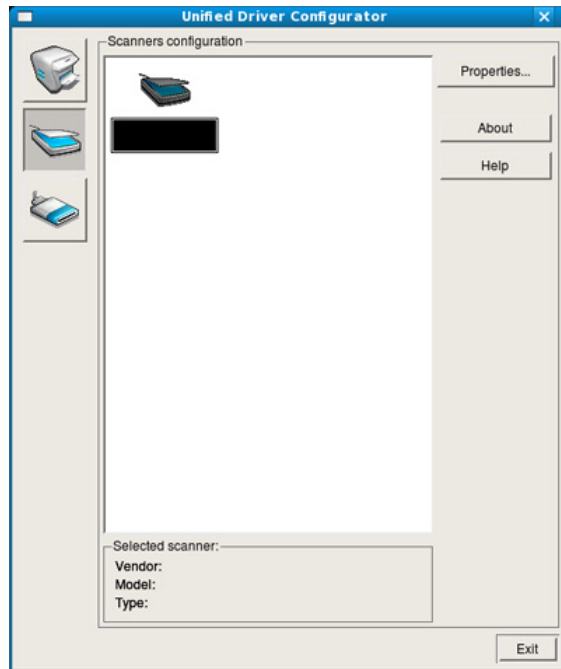 Unified Driver Configurator
Scanners configuration
Properties...
About
Help
Selected scanner:
Vendor:
Model:
Type:
Exit